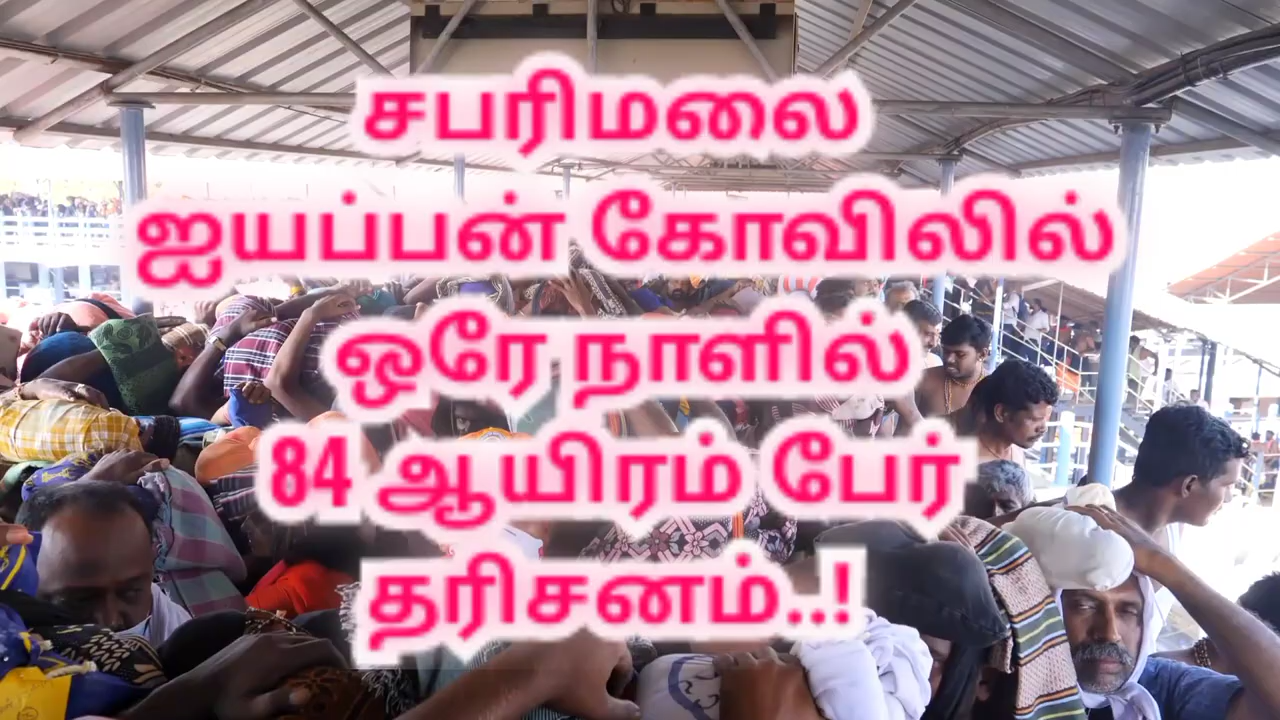 சபரிமலை
ஐயப்பன் கோவிலில்
ஒரே நாளில்
84 ஆயிரம் பேர்
தரிசனம்..!